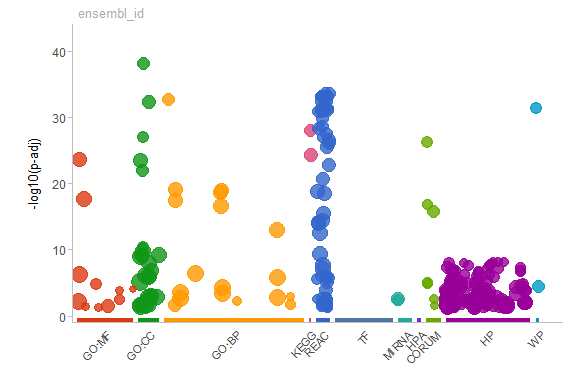 ensembl_id
-log10(p-adj)
40
30
20
10
0
GO:MF
GO:CC
GO:BP
KEGG
REAC
TF
MIRNA
HPA
CORUM
HP
WP